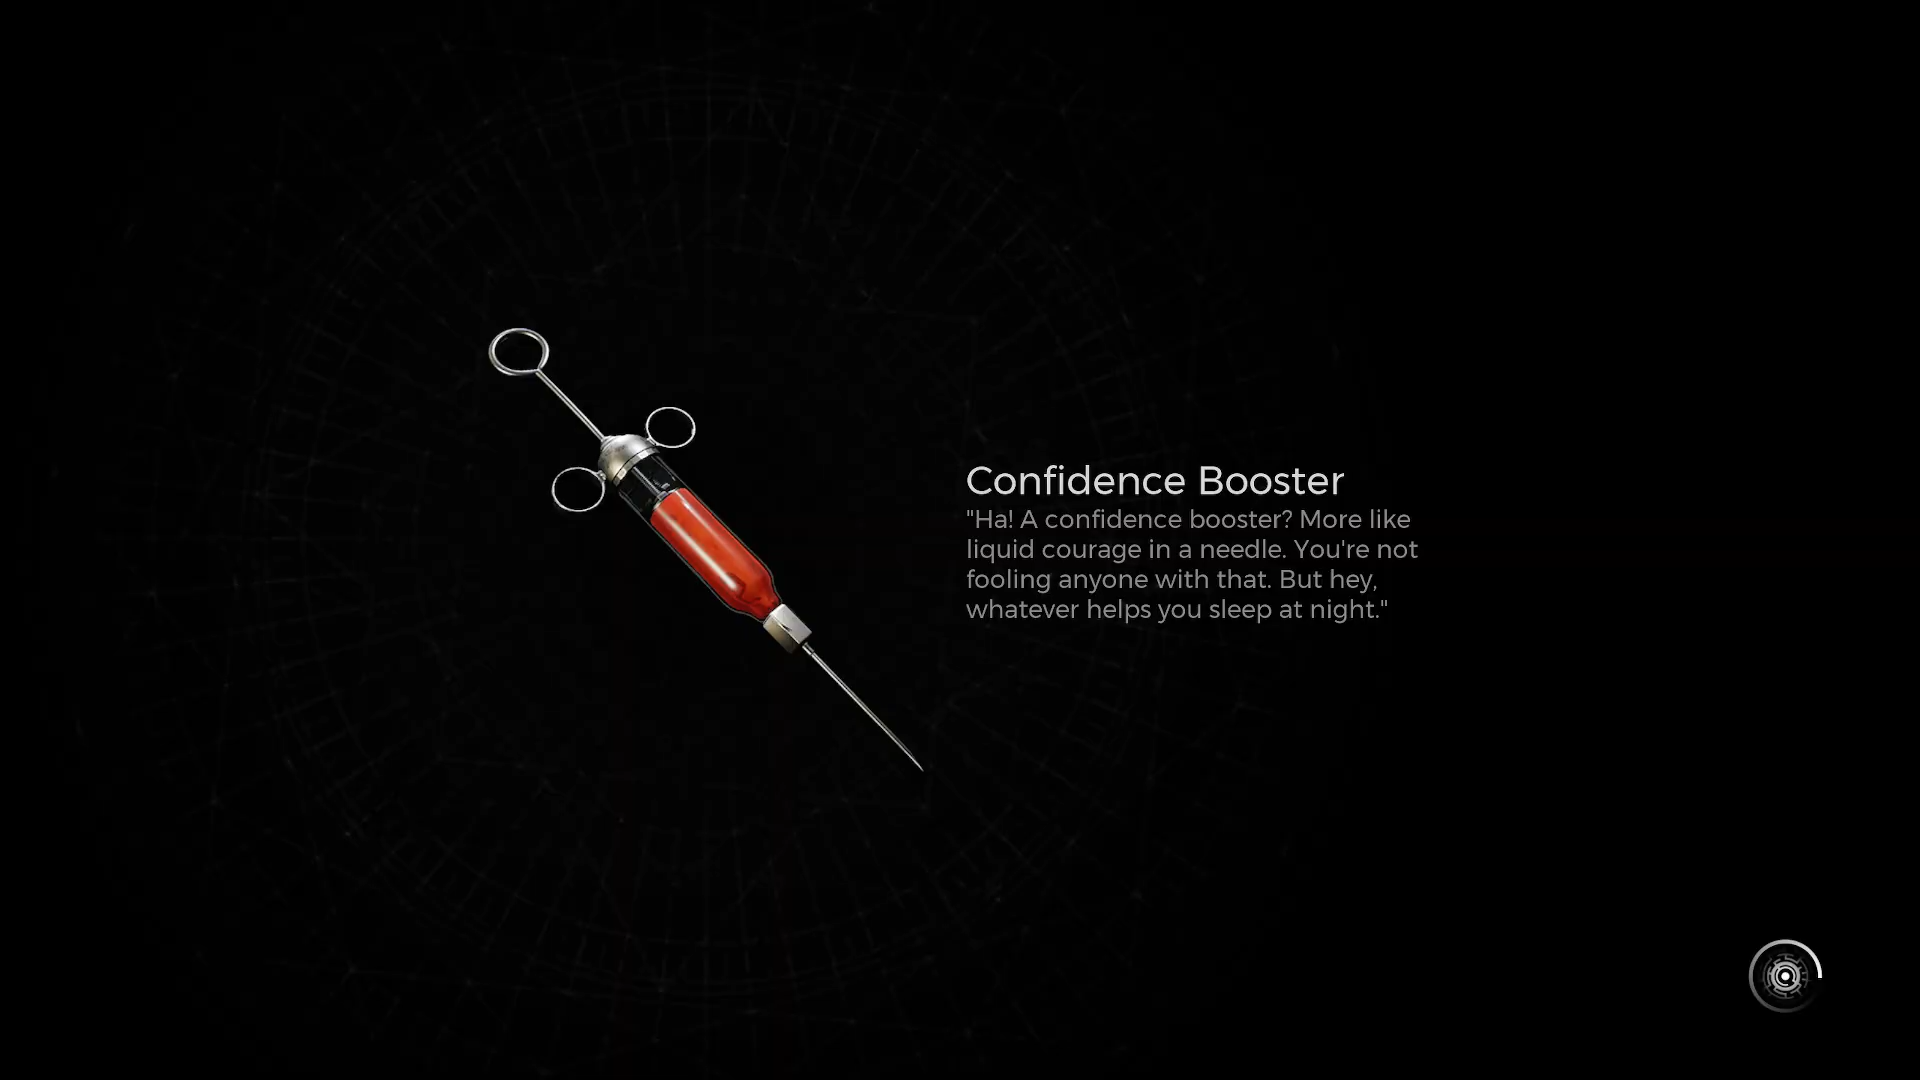 Confidence Booster
"Ha! A confidence booster? More like
liquid courage in a needle. You're not
fooling anyone with that. But hey,
whatever helps you sleep at night."